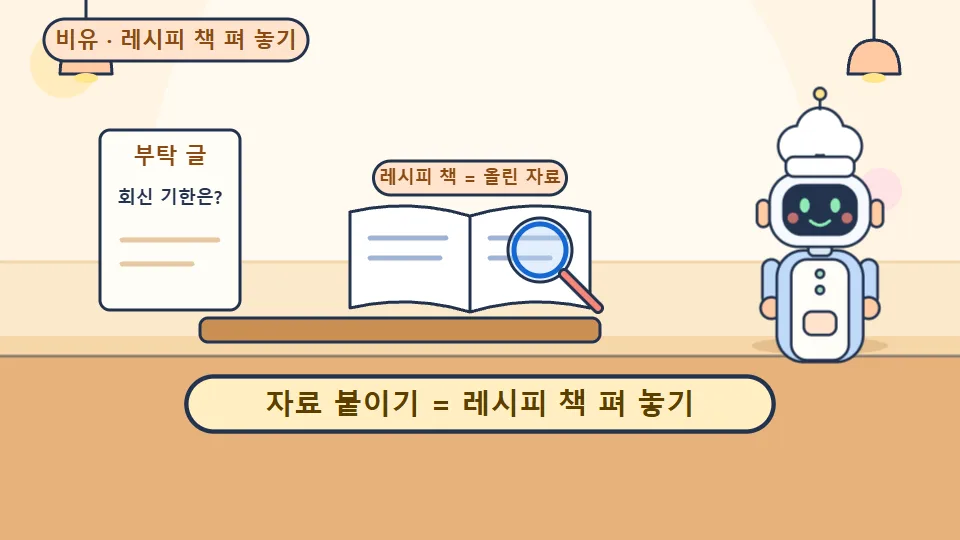 비유 · 레시피 책 펴 놓기
부탁 글
회신 기한은?
레시피 책 = 올린 자료
자료 붙이기 = 레시피 책 펴 놓기